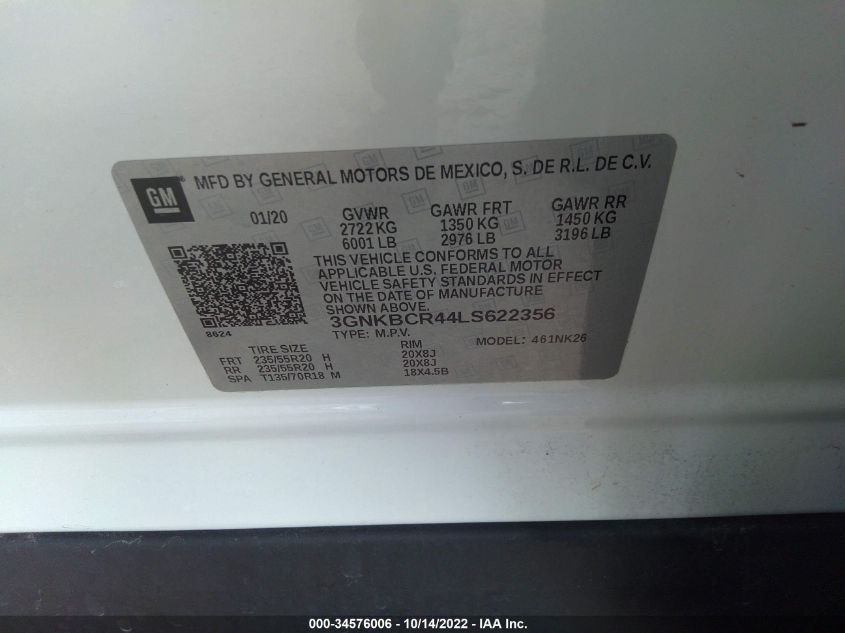 GM
® MFD BY GENERAL MOTORS DE MEXICO, S. DE R.L. DE C.V.
01/20 GVWR GAWR FRT GAWR RR
2722 KG 1350 KG 1450 KG
6001 LB 2976 LB 3196 LB
THIS VEHICLE CONFORMS TO ALL
APPLICABLE U.S. FEDERAL MOTOR
VEHICLE SAFETY STANDARDS IN EFFECT
ON THE DATE OF MANUFACTURE
SHOWN ABOVE.
3GNKBCR44LS622356
8624 TYPE: M.P.V. MODEL: 461NK26
TIRE SIZE RIM
FRT 235/55R20 H 20X8J
RR 235/55R20 H 20X8J
SPA T135/70R18 M 18X4.5B
000-34576006 - 10/14/2022 - IAA Inc.